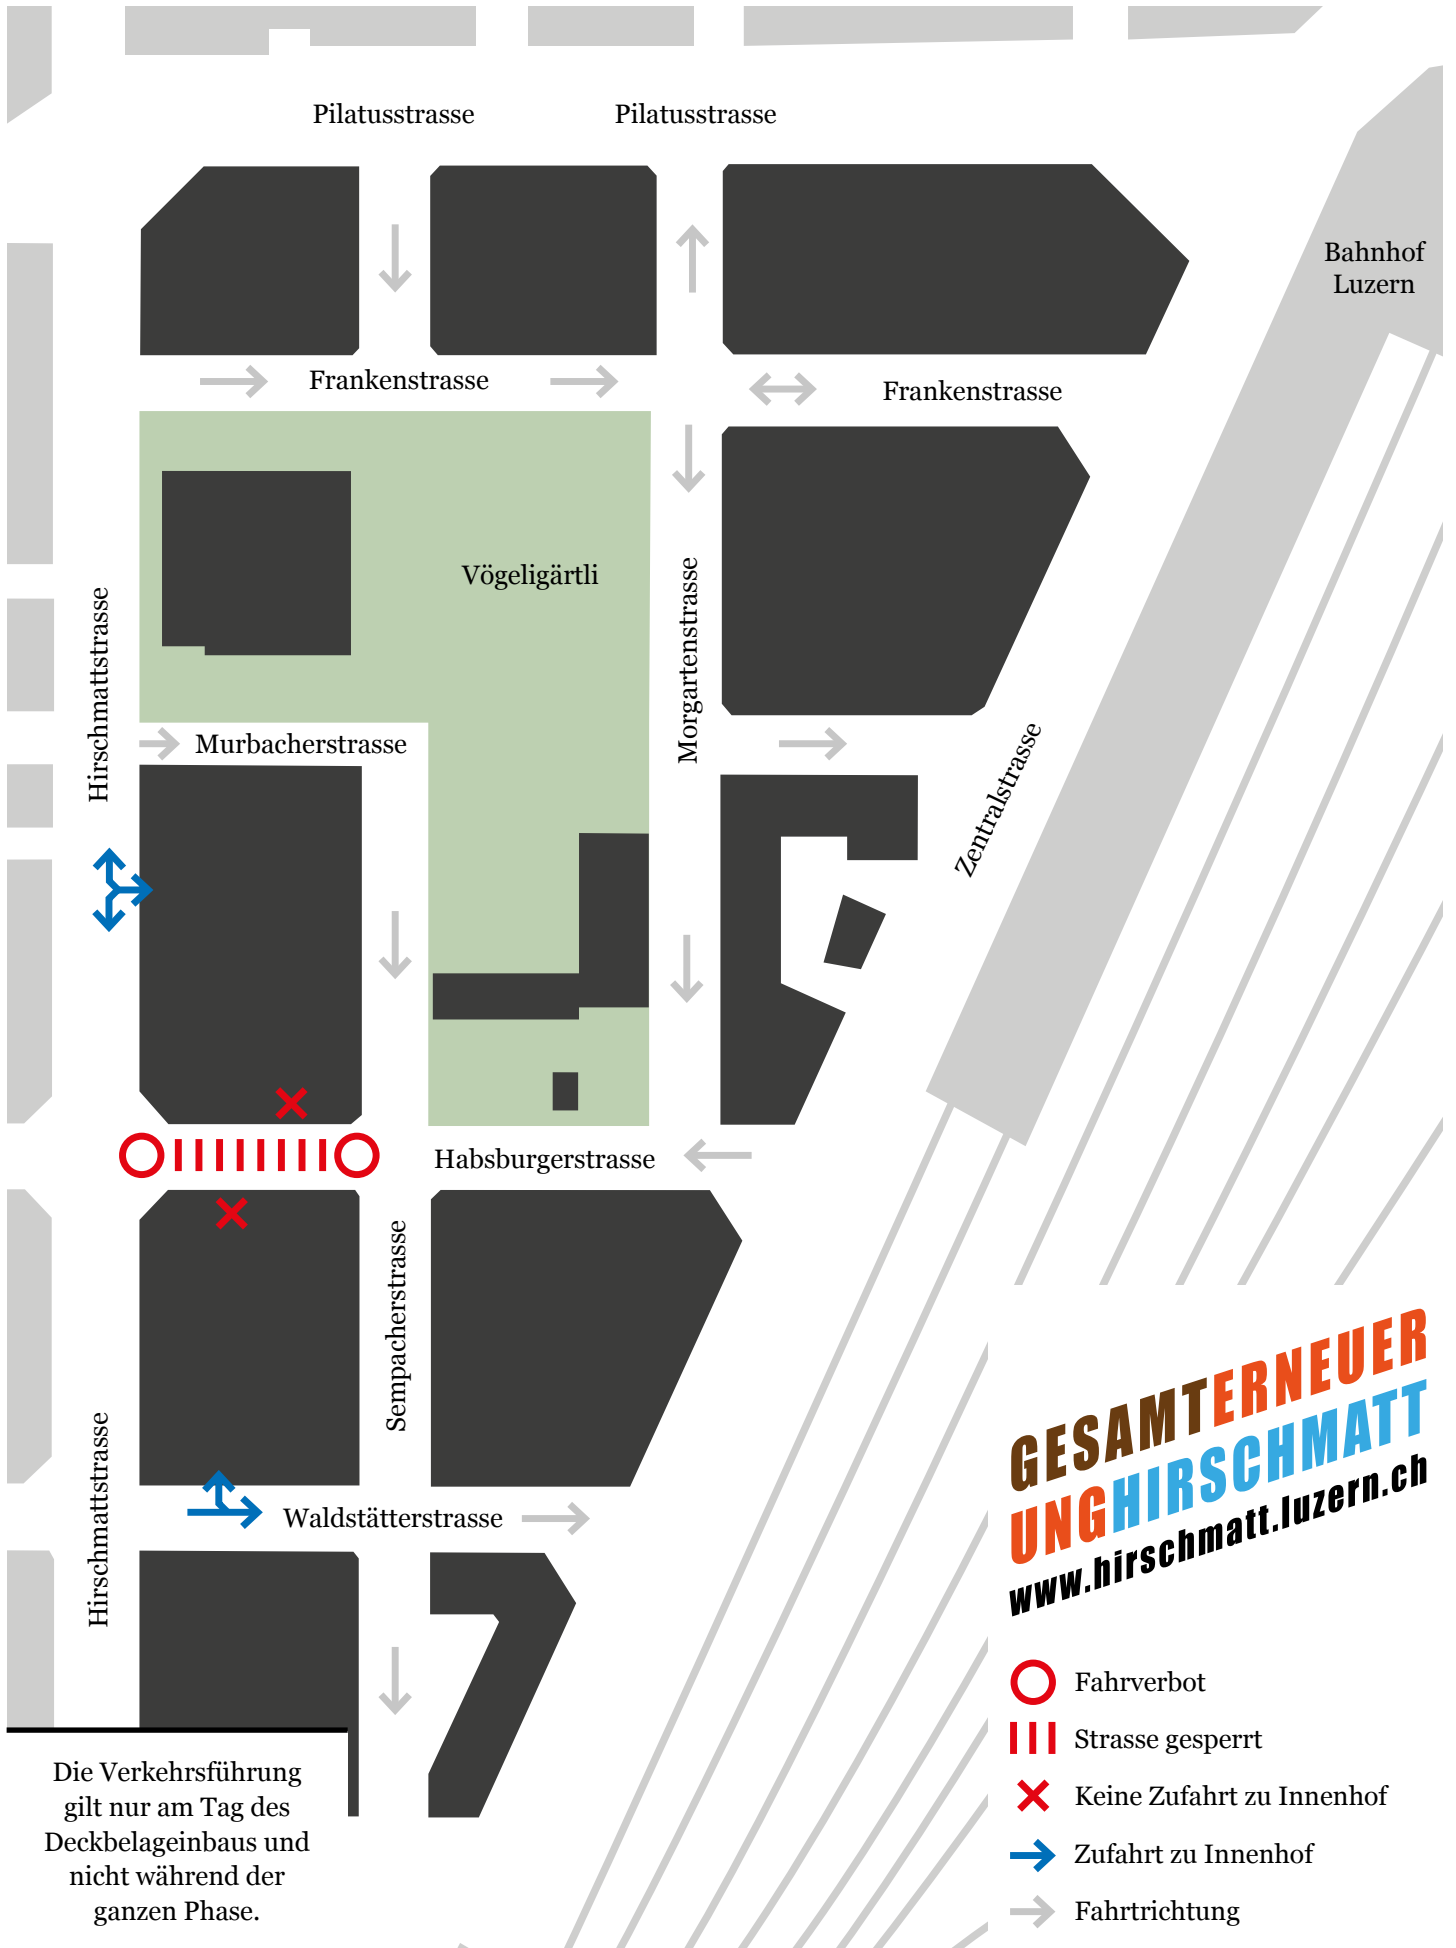 Pilatusstrasse
Pilatusstrasse
Bahnhof
Luzern
Frankenstrasse
Frankenstrasse
Vögeligärtli
Hirschmattstrasse
Morgartenstrasse
Murbacherstrasse
Zentralstrasse
Habsburgerstrasse
Sempacherstrasse
Hirschmattstrasse
Waldstätterstrasse
GESAMTERNEUER
UNGHIRSCHMATT
www.hirschmatt.luzern.ch
Fahrverbot
Strasse gesperrt
Keine Zufahrt zu Innenhof
Zufahrt zu Innenhof
Fahrtrichtung
Die Verkehrsführung
gilt nur am Tag des
Deckbelageinbaus und
nicht während der
ganzen Phase.